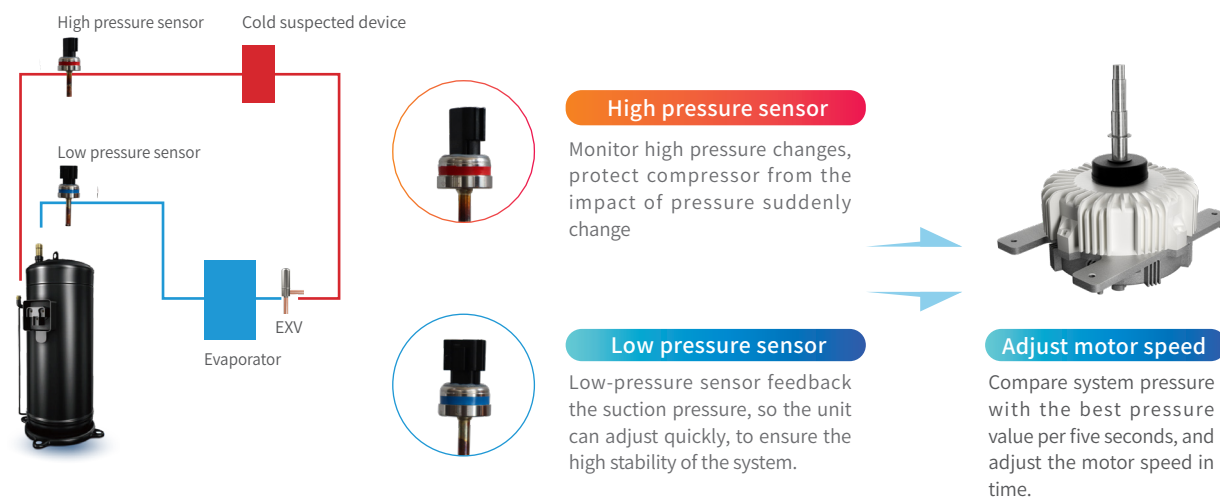 High pressure sensor
Cold suspected device
Low pressure sensor
EXV
Evaporator
High pressure sensor
Monitor high pressure changes,
protect compressor from the
impact of pressure suddenly
change
Low pressure sensor
Low-pressure sensor feedback
the suction pressure, so the unit
can adjust quickly, to ensure the
high stability of the system.
Adjust motor speed
Compare system pressure
with the best pressure
value per five seconds, and
adjust the motor speed in
time.